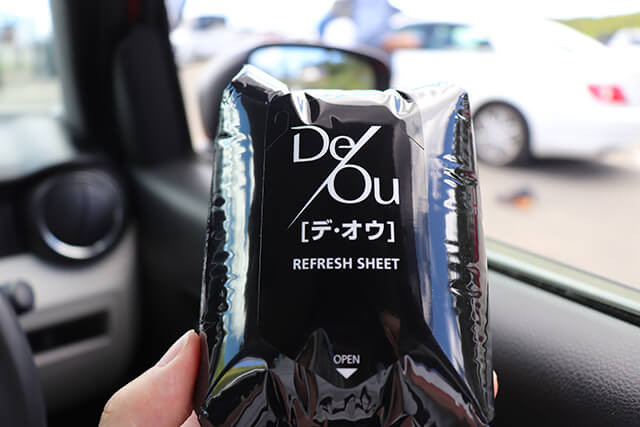 De/Ou
[デ・オウ]
REFRESH SHEET
OPEN